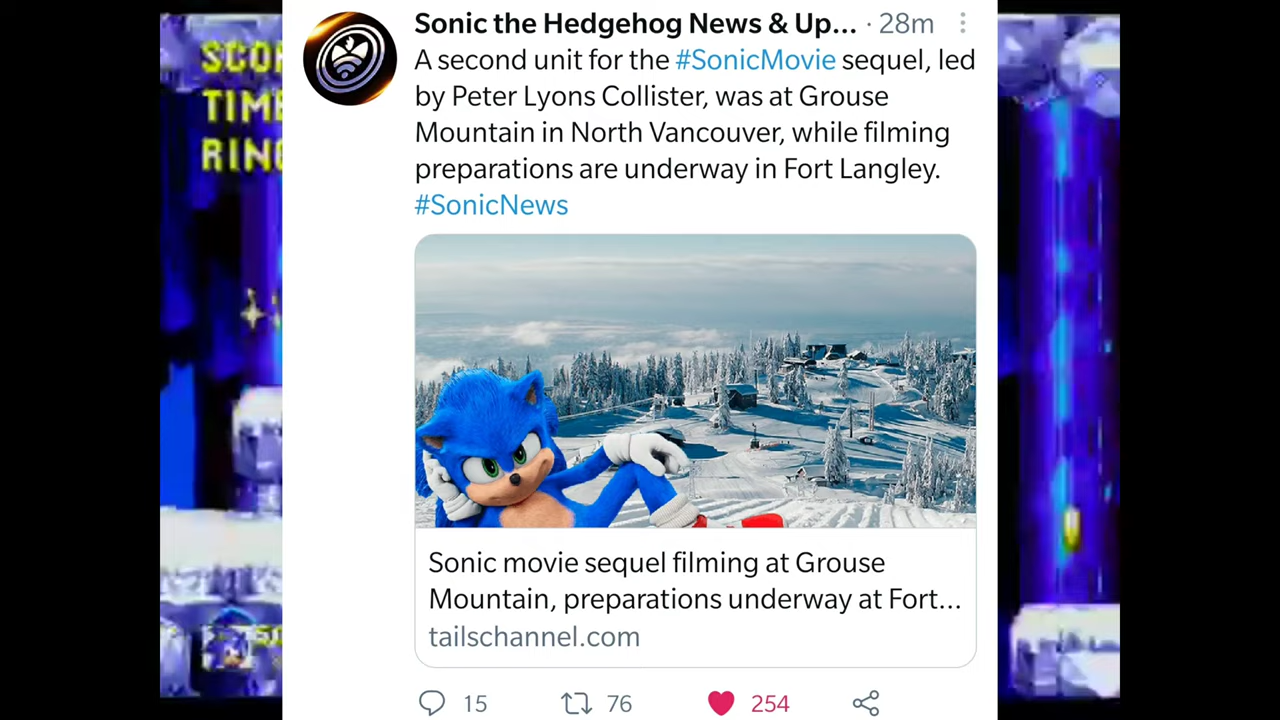 Sonic the Hedgehog News & Up... · 28m
A second unit for the #SonicMovie sequel, led
by Peter Lyons Collister, was at Grouse
Mountain in North Vancouver, while filming
preparations are underway in Fort Langley.
#SonicNews
Sonic movie sequel filming at Grouse
Mountain, preparations underway at Fort...
tailschannel.com
15 76 254